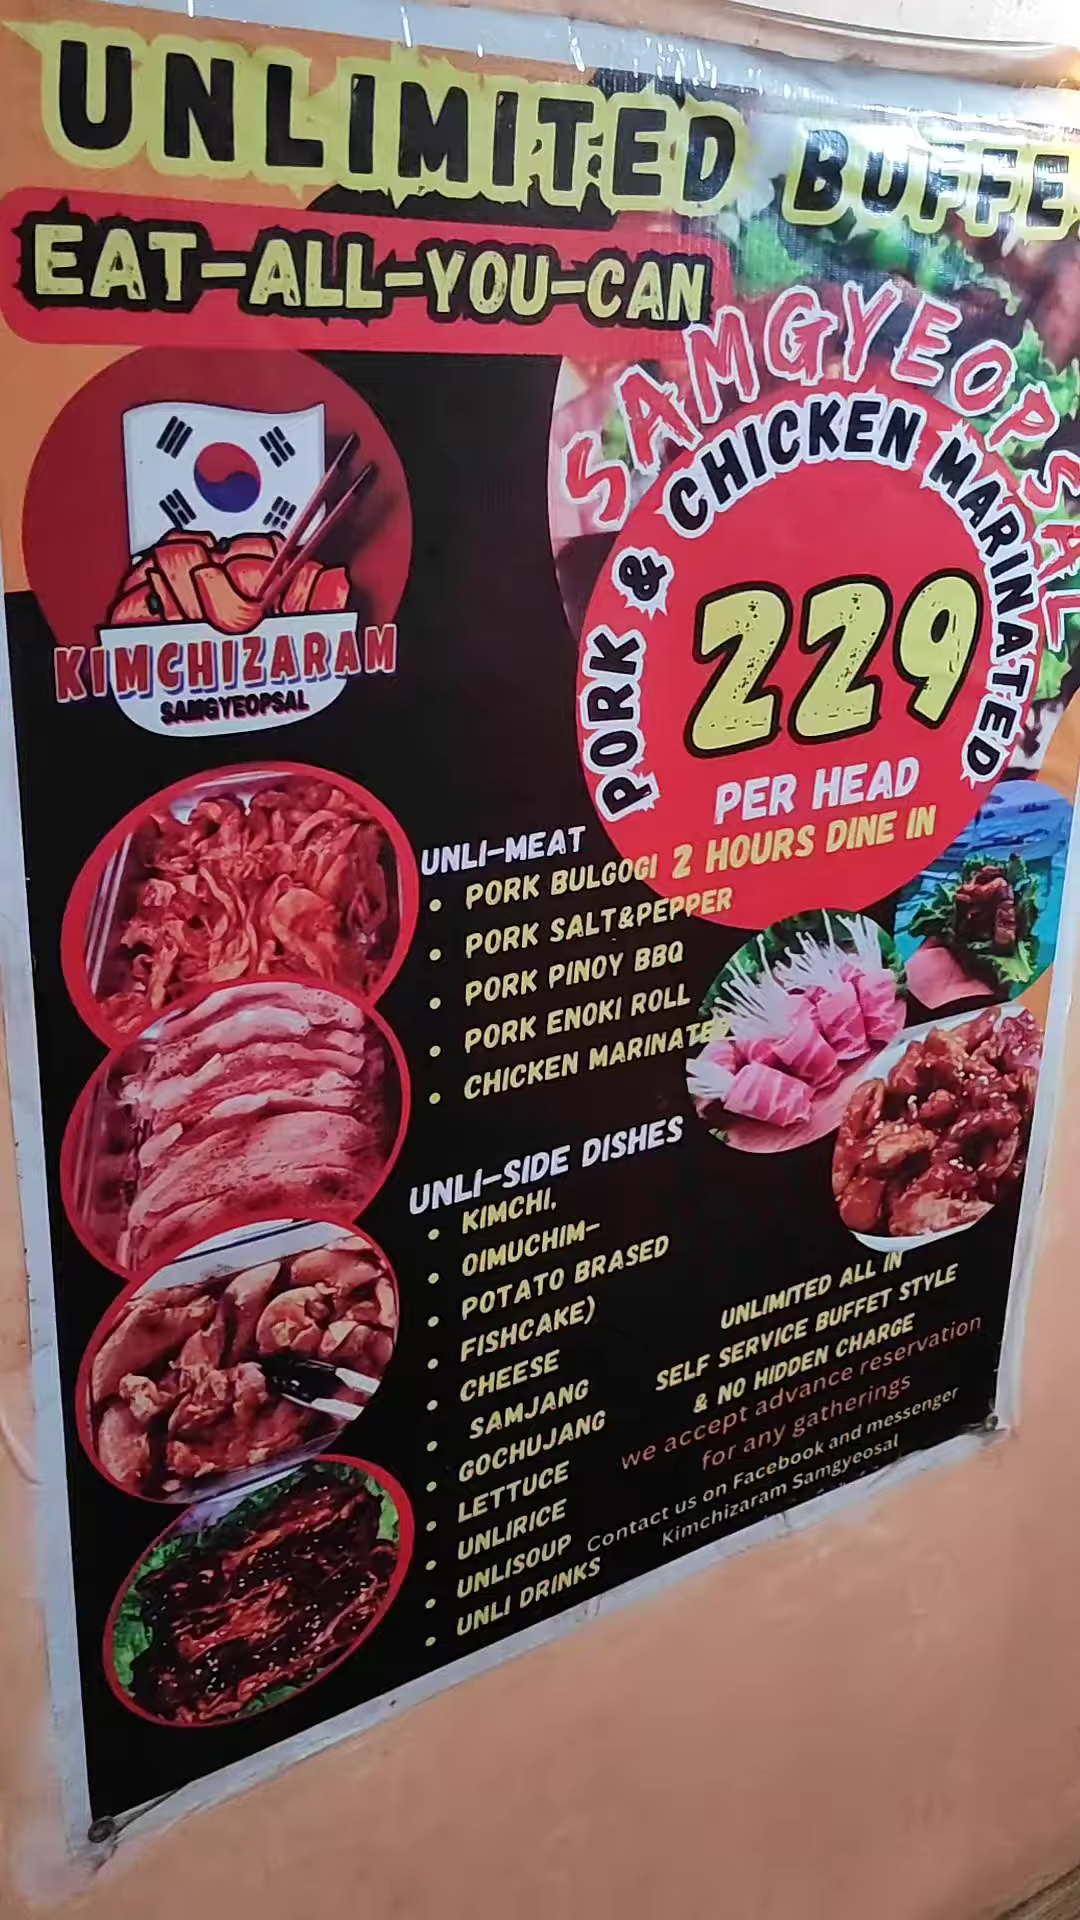 UNLIMITED BUFFE
EAT-ALL-YOU-CAN
SAMGYEOPSAL
PORK & CHICKEN MARINATED
229
PER HEAD
2 HOURS DINE IN
KIMCHIZARAM
SAMGYEOPSAL
UNLI-MEAT
• PORK BULGOGI
• PORK SALT&PEPPER
• PORK PINOY BBQ
• PORK ENOKI ROLL
• CHICKEN MARINATED
UNLI-SIDE DISHES
• KIMCHI,
• OIMUCHIM-
• POTATO BRASED
• FISHCAKE)
• CHEESE
• SAMJANG
• GOCHUJANG
• LETTUCE
• UNLIRICE
• UNLISOUP
• UNLI DRINKS
UNLIMITED ALL IN
SELF SERVICE BUFFET STYLE
& NO HIDDEN CHARGE
we accept advance reservation
for any gatherings
Contact us on Facebook and messenger
Kimchizaram Samgyeosal